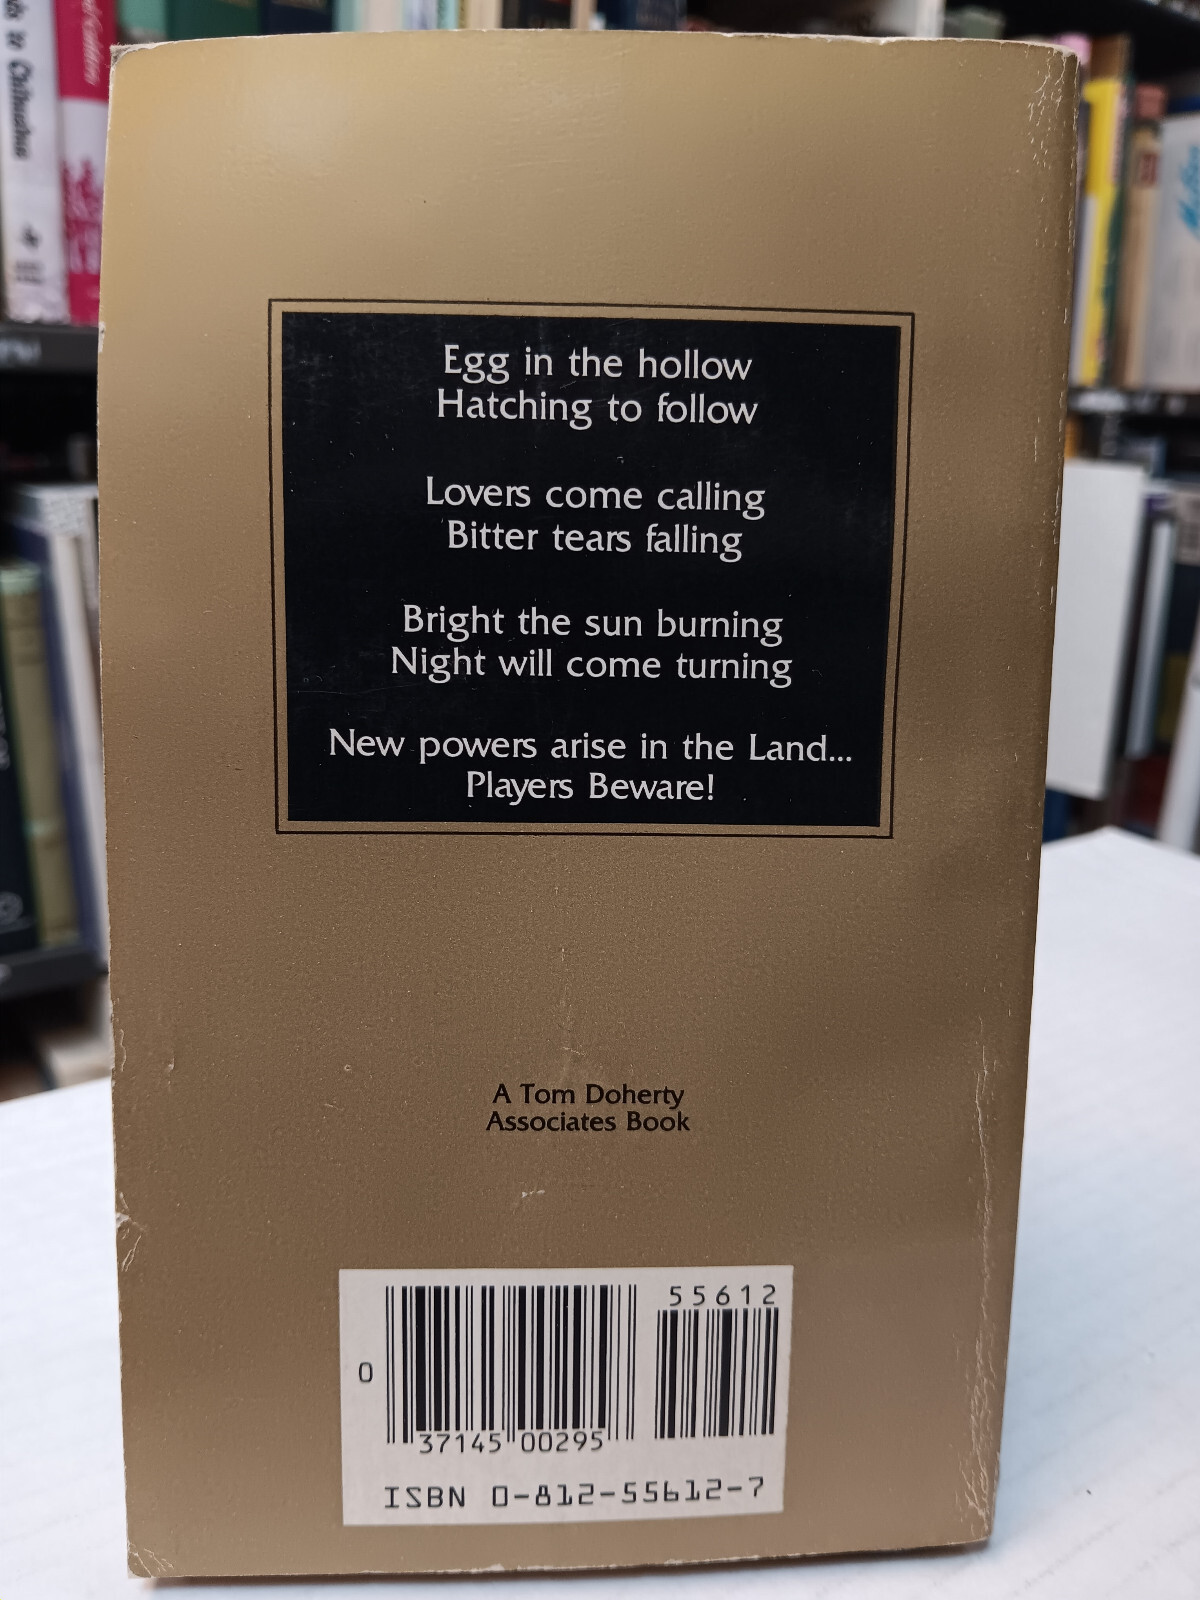 to Chihuahua
Egg in the hollow
Hatching to follow
Lovers come calling
Bitter tears falling
Bright the sun burning
Night will come turning
New powers arise in the Land...
Players Beware!
A Tom Doherty
Associates Book
55612
0
37145 00295
ISBN 0-812-55612-7